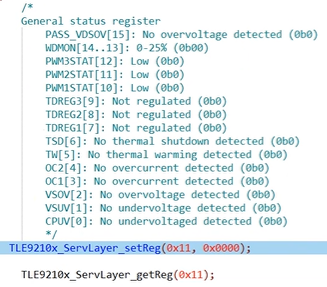 /*
General status register
PASS_VDSOV[15]: No overvoltage detected (0b0)
WDMON[14..13]: 0-25% (0b00)
PWM3STAT[12]: Low (0b0)
PWM2STAT[11]: Low (0b0)
PWM1STAT[10]: Low (0b0)
TDREG3[9]: Not regulated (0b0)
TDREG2[8]: Not regulated (0b0)
TDREG1[7]: Not regulated (0b0)
TSD[6]: No thermal shutdown detected (0b0)
TW[5]: No thermal warming detected (0b0)
OC2[4]: No overcurrent detected (0b0)
OC1[3]: No overcurrent detected (0b0)
VSOV[2]: No overvoltage detected (0b0)
VSUV[1]: No undervoltage detected (0b0)
CPUV[0]: No undervoltaged detected (0b0)
*/
TLE9210x_ServLayer_setReg(0x11, 0x0000);
TLE9210x_ServLayer_getReg(0x11);